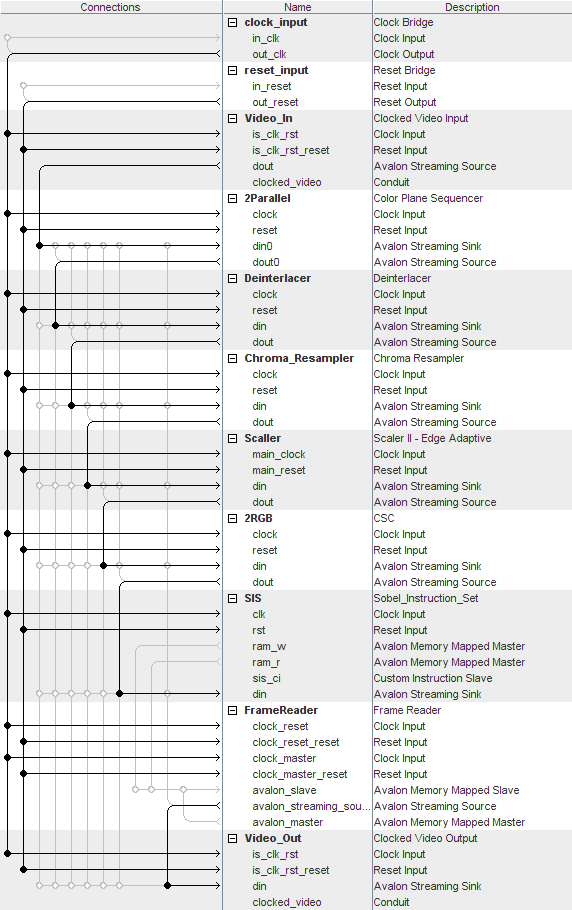 Connections Name Description
clock_input Clock Bridge
in_clk Clock Input
out_clk Clock Output
reset_input Reset Bridge
in_reset Reset Input
out_reset Reset Output
Video_In Clocked Video Input
is_clk_rst Clock Input
is_clk_rst_reset Reset Input
dout Avalon Streaming Source
clocked_video Conduit
2Parallel Color Plane Sequencer
clock Clock Input
reset Reset Input
din0 Avalon Streaming Sink
dout0 Avalon Streaming Source
Deinterlacer Deinterlacer
clock Clock Input
reset Reset Input
din Avalon Streaming Sink
dout Avalon Streaming Source
Chroma_Resampler Chroma Resampler
clock Clock Input
reset Reset Input
din Avalon Streaming Sink
dout Avalon Streaming Source
Scaller Scaler II - Edge Adaptive
main_clock Clock Input
main_reset Reset Input
din Avalon Streaming Sink
dout Avalon Streaming Source
2RGB CSC
clock Clock Input
reset Reset Input
din Avalon Streaming Sink
dout Avalon Streaming Source
SIS Sobel_Instruction_Set
clk Clock Input
rst Reset Input
ram_w Avalon Memory Mapped Master
ram_r Avalon Memory Mapped Master
sis_ci Custom Instruction Slave
din Avalon Streaming Sink
FrameReader Frame Reader
clock_reset Clock Input
clock_reset_reset Reset Input
clock_master Clock Input
clock_master_reset Reset Input
avalon_slave Avalon Memory Mapped Slave
avalon_streaming_sou... Avalon Streaming Source
avalon_master Avalon Memory Mapped Master
Video_Out Clocked Video Output
is_clk_rst Clock Input
is_clk_rst_reset Reset Input
din Avalon Streaming Sink
clocked_video Conduit